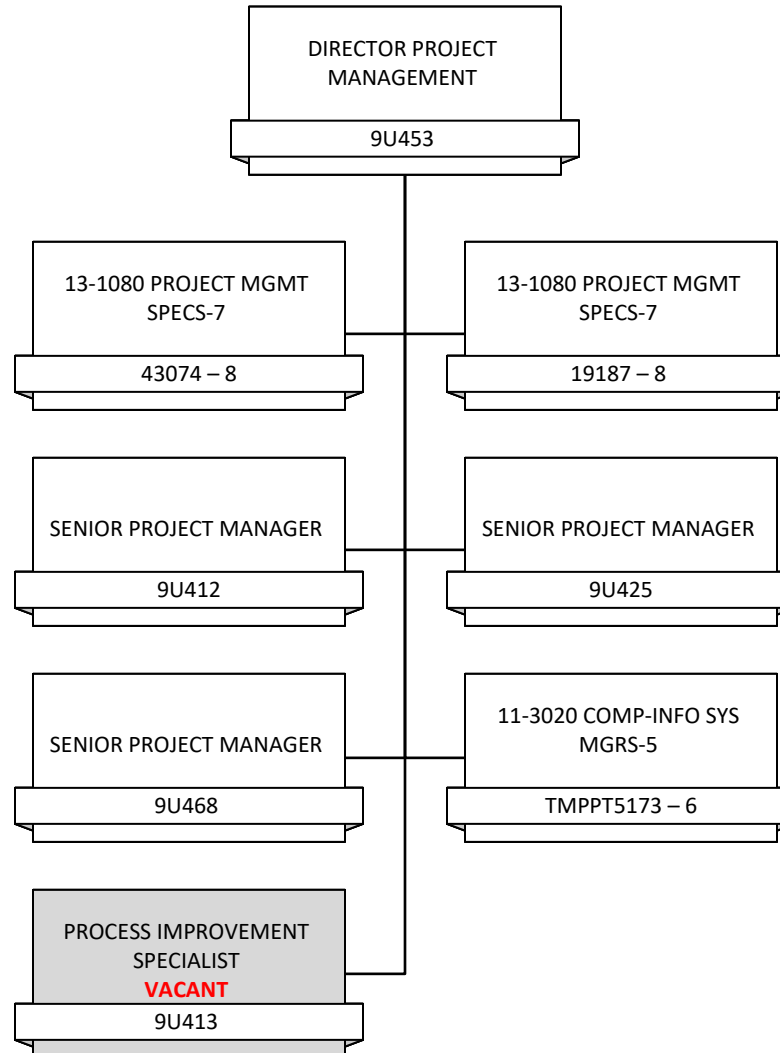 DIRECTOR PROJECT
MANAGEMENT
9U453
13-1080 PROJECT MGMT
SPECS-7
43074 – 8
13-1080 PROJECT MGMT
SPECS-7
19187 – 8
SENIOR PROJECT MANAGER
9U412
SENIOR PROJECT MANAGER
9U425
SENIOR PROJECT MANAGER
9U468
11-3020 COMP-INFO SYS
MGRS-5
TMPPT5173 – 6
PROCESS IMPROVEMENT
SPECIALIST
VACANT
9U413